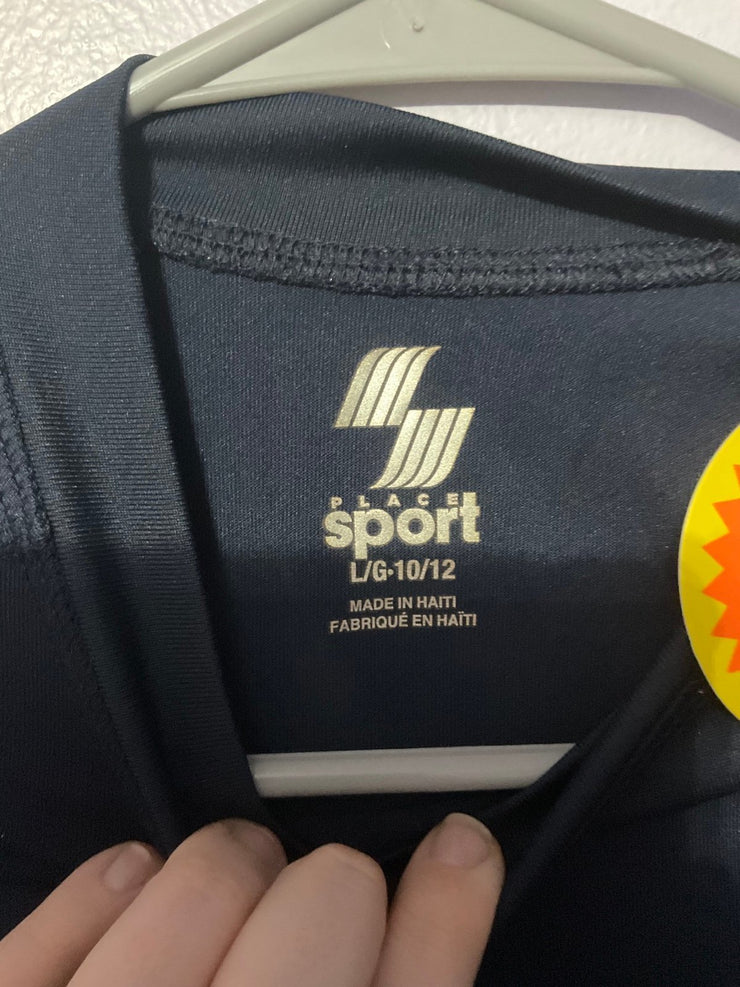 PLACE
sport
L/G•10/12
MADE IN HAITI
FABRIQUÉ EN HAÏTI